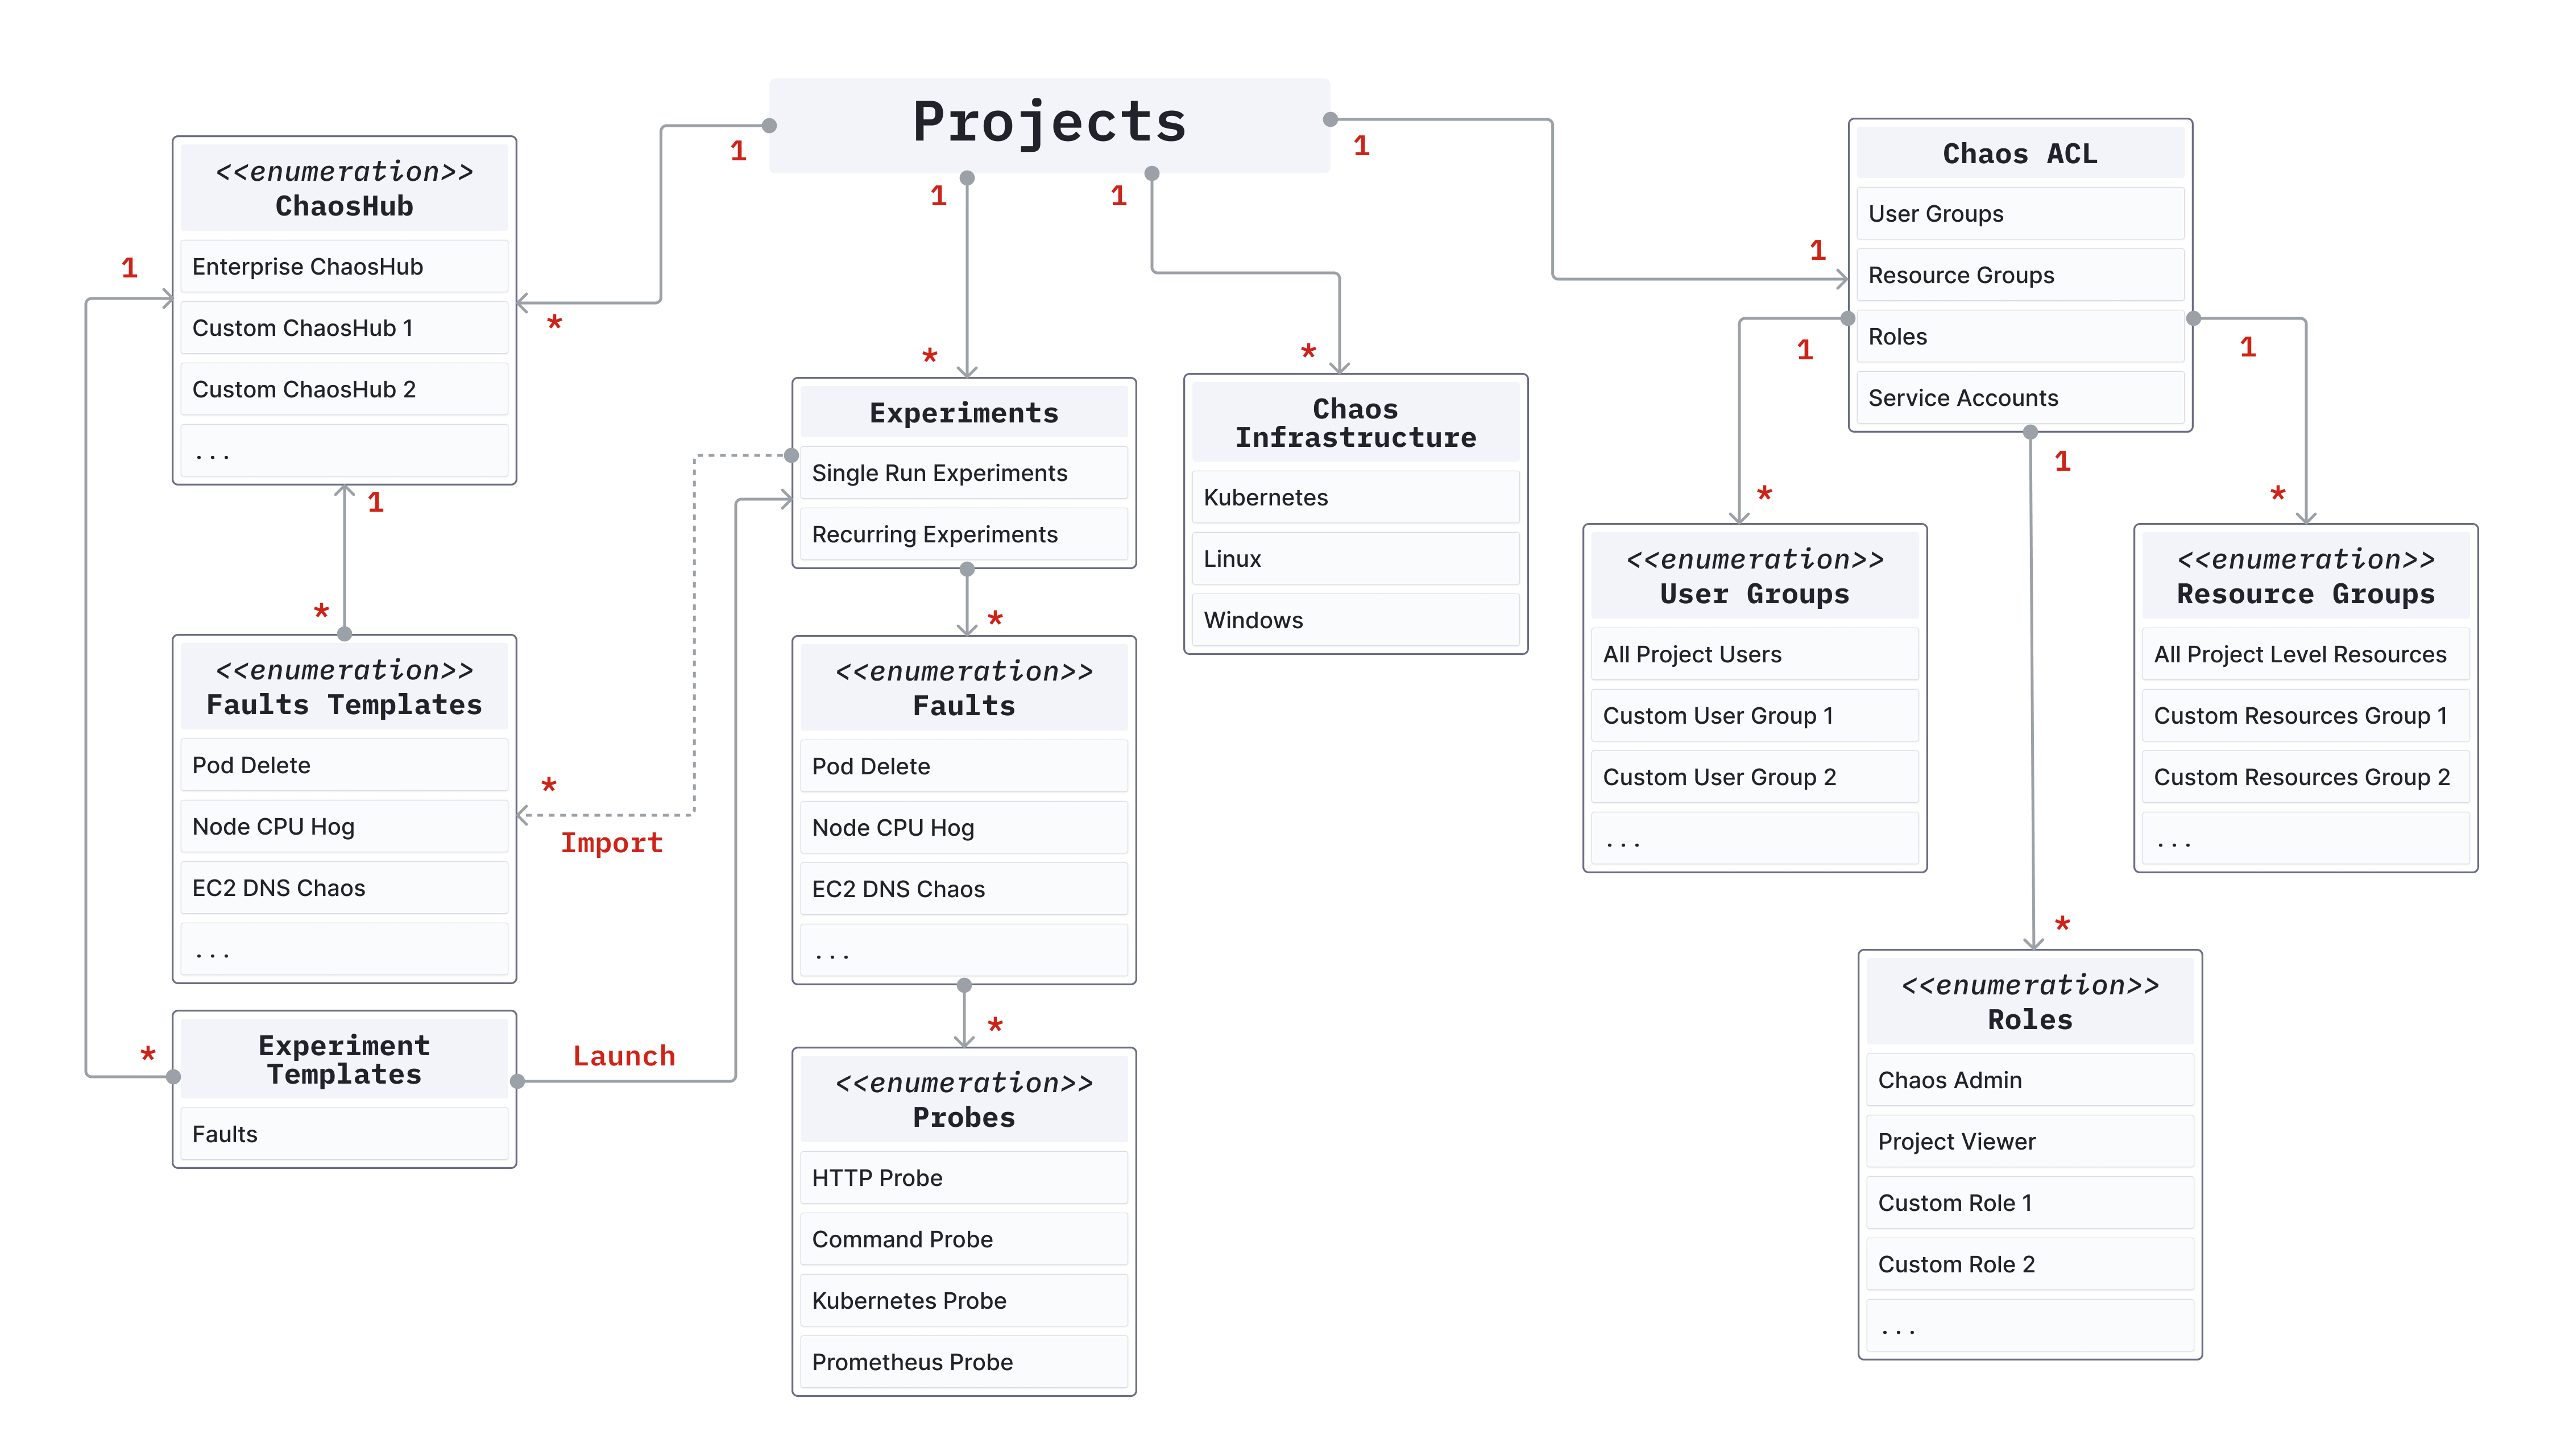 Projects
1
1
1
1
<<enumeration>>
ChaosHub
Enterprise ChaosHub
Custom ChaosHub 1
Custom ChaosHub 2
...
1
*
1
*
<<enumeration>>
Faults Templates
Pod Delete
Node CPU Hog
EC2 DNS Chaos
...
*
Import
Experiment
Templates
Faults
*
Launch
*
Experiments
Single Run Experiments
Recurring Experiments
*
<<enumeration>>
Faults
Pod Delete
Node CPU Hog
EC2 DNS Chaos
...
*
<<enumeration>>
Probes
HTTP Probe
Command Probe
Kubernetes Probe
Prometheus Probe
*
Chaos
Infrastructure
Kubernetes
Linux
Windows
1
Chaos ACL
User Groups
Resource Groups
Roles
Service Accounts
1
1
1
*
<<enumeration>>
User Groups
All Project Users
Custom User Group 1
Custom User Group 2
...
*
<<enumeration>>
Resource Groups
All Project Level Resources
Custom Resources Group 1
Custom Resources Group 2
...
*
<<enumeration>>
Roles
Chaos Admin
Project Viewer
Custom Role 1
Custom Role 2
...